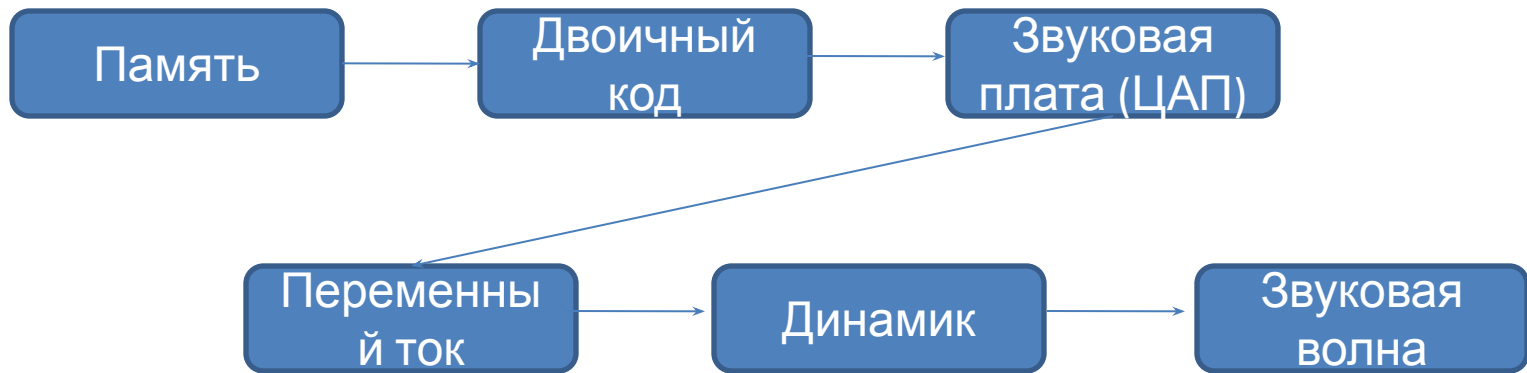 Память
Двоичный
код
Звуковая
плата (ЦАП)
Переменны
й ток
Динамик
Звуковая
волна